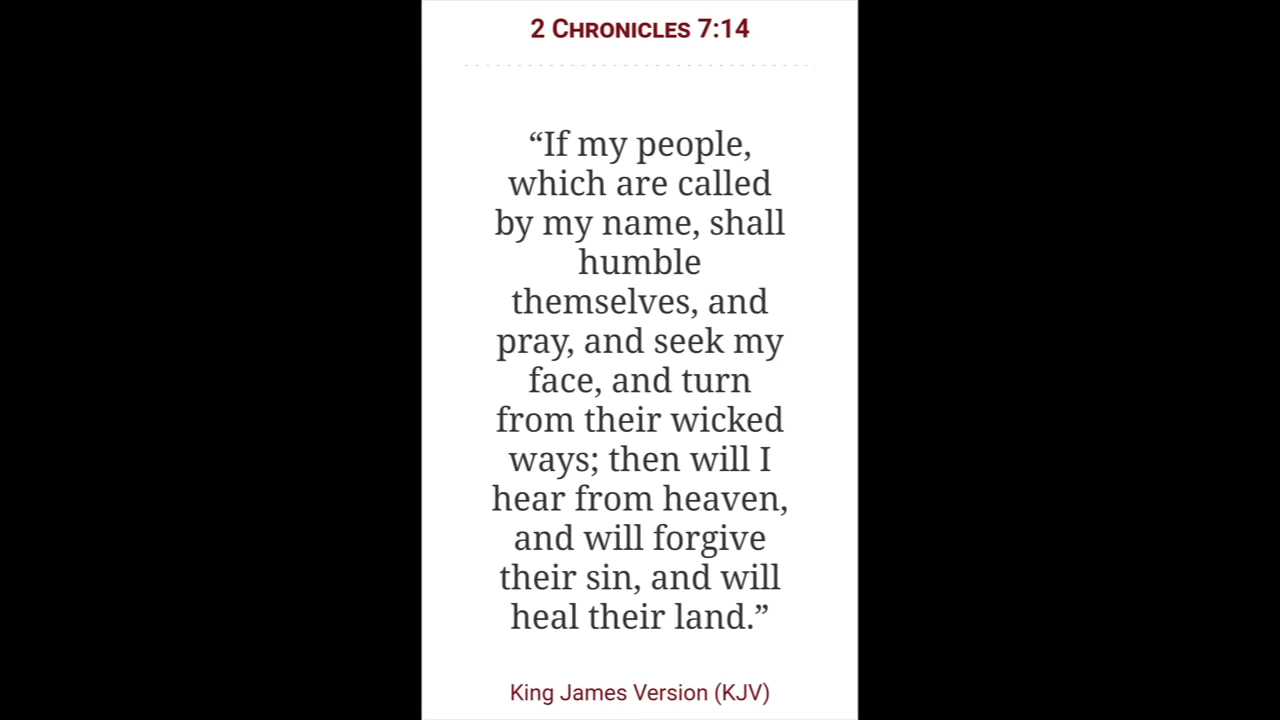 2 Chronicles 7:14
“If my people,
which are called
by my name, shall
humble
themselves, and
pray, and seek my
face, and turn
from their wicked
ways; then will I
hear from heaven,
and will forgive
their sin, and will
heal their land.”
King James Version (KJV)